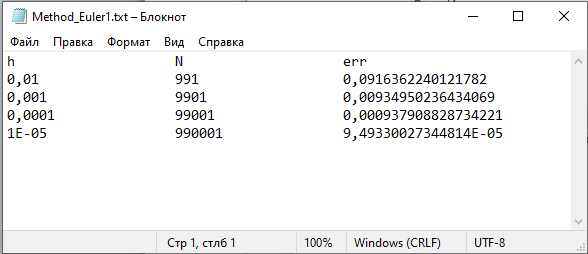 Method_Euler1.txt – Блокнот
Файл Правка Формат Вид Справка
h N err
0,01 991 0,0916362240121782
0,001 9901 0,00934950236434069
0,0001 99001 0,000937908828734221
1E-05 990001 9,49330027344814E-05
Стр 1, стлб 1 100% Windows (CRLF) UTF-8